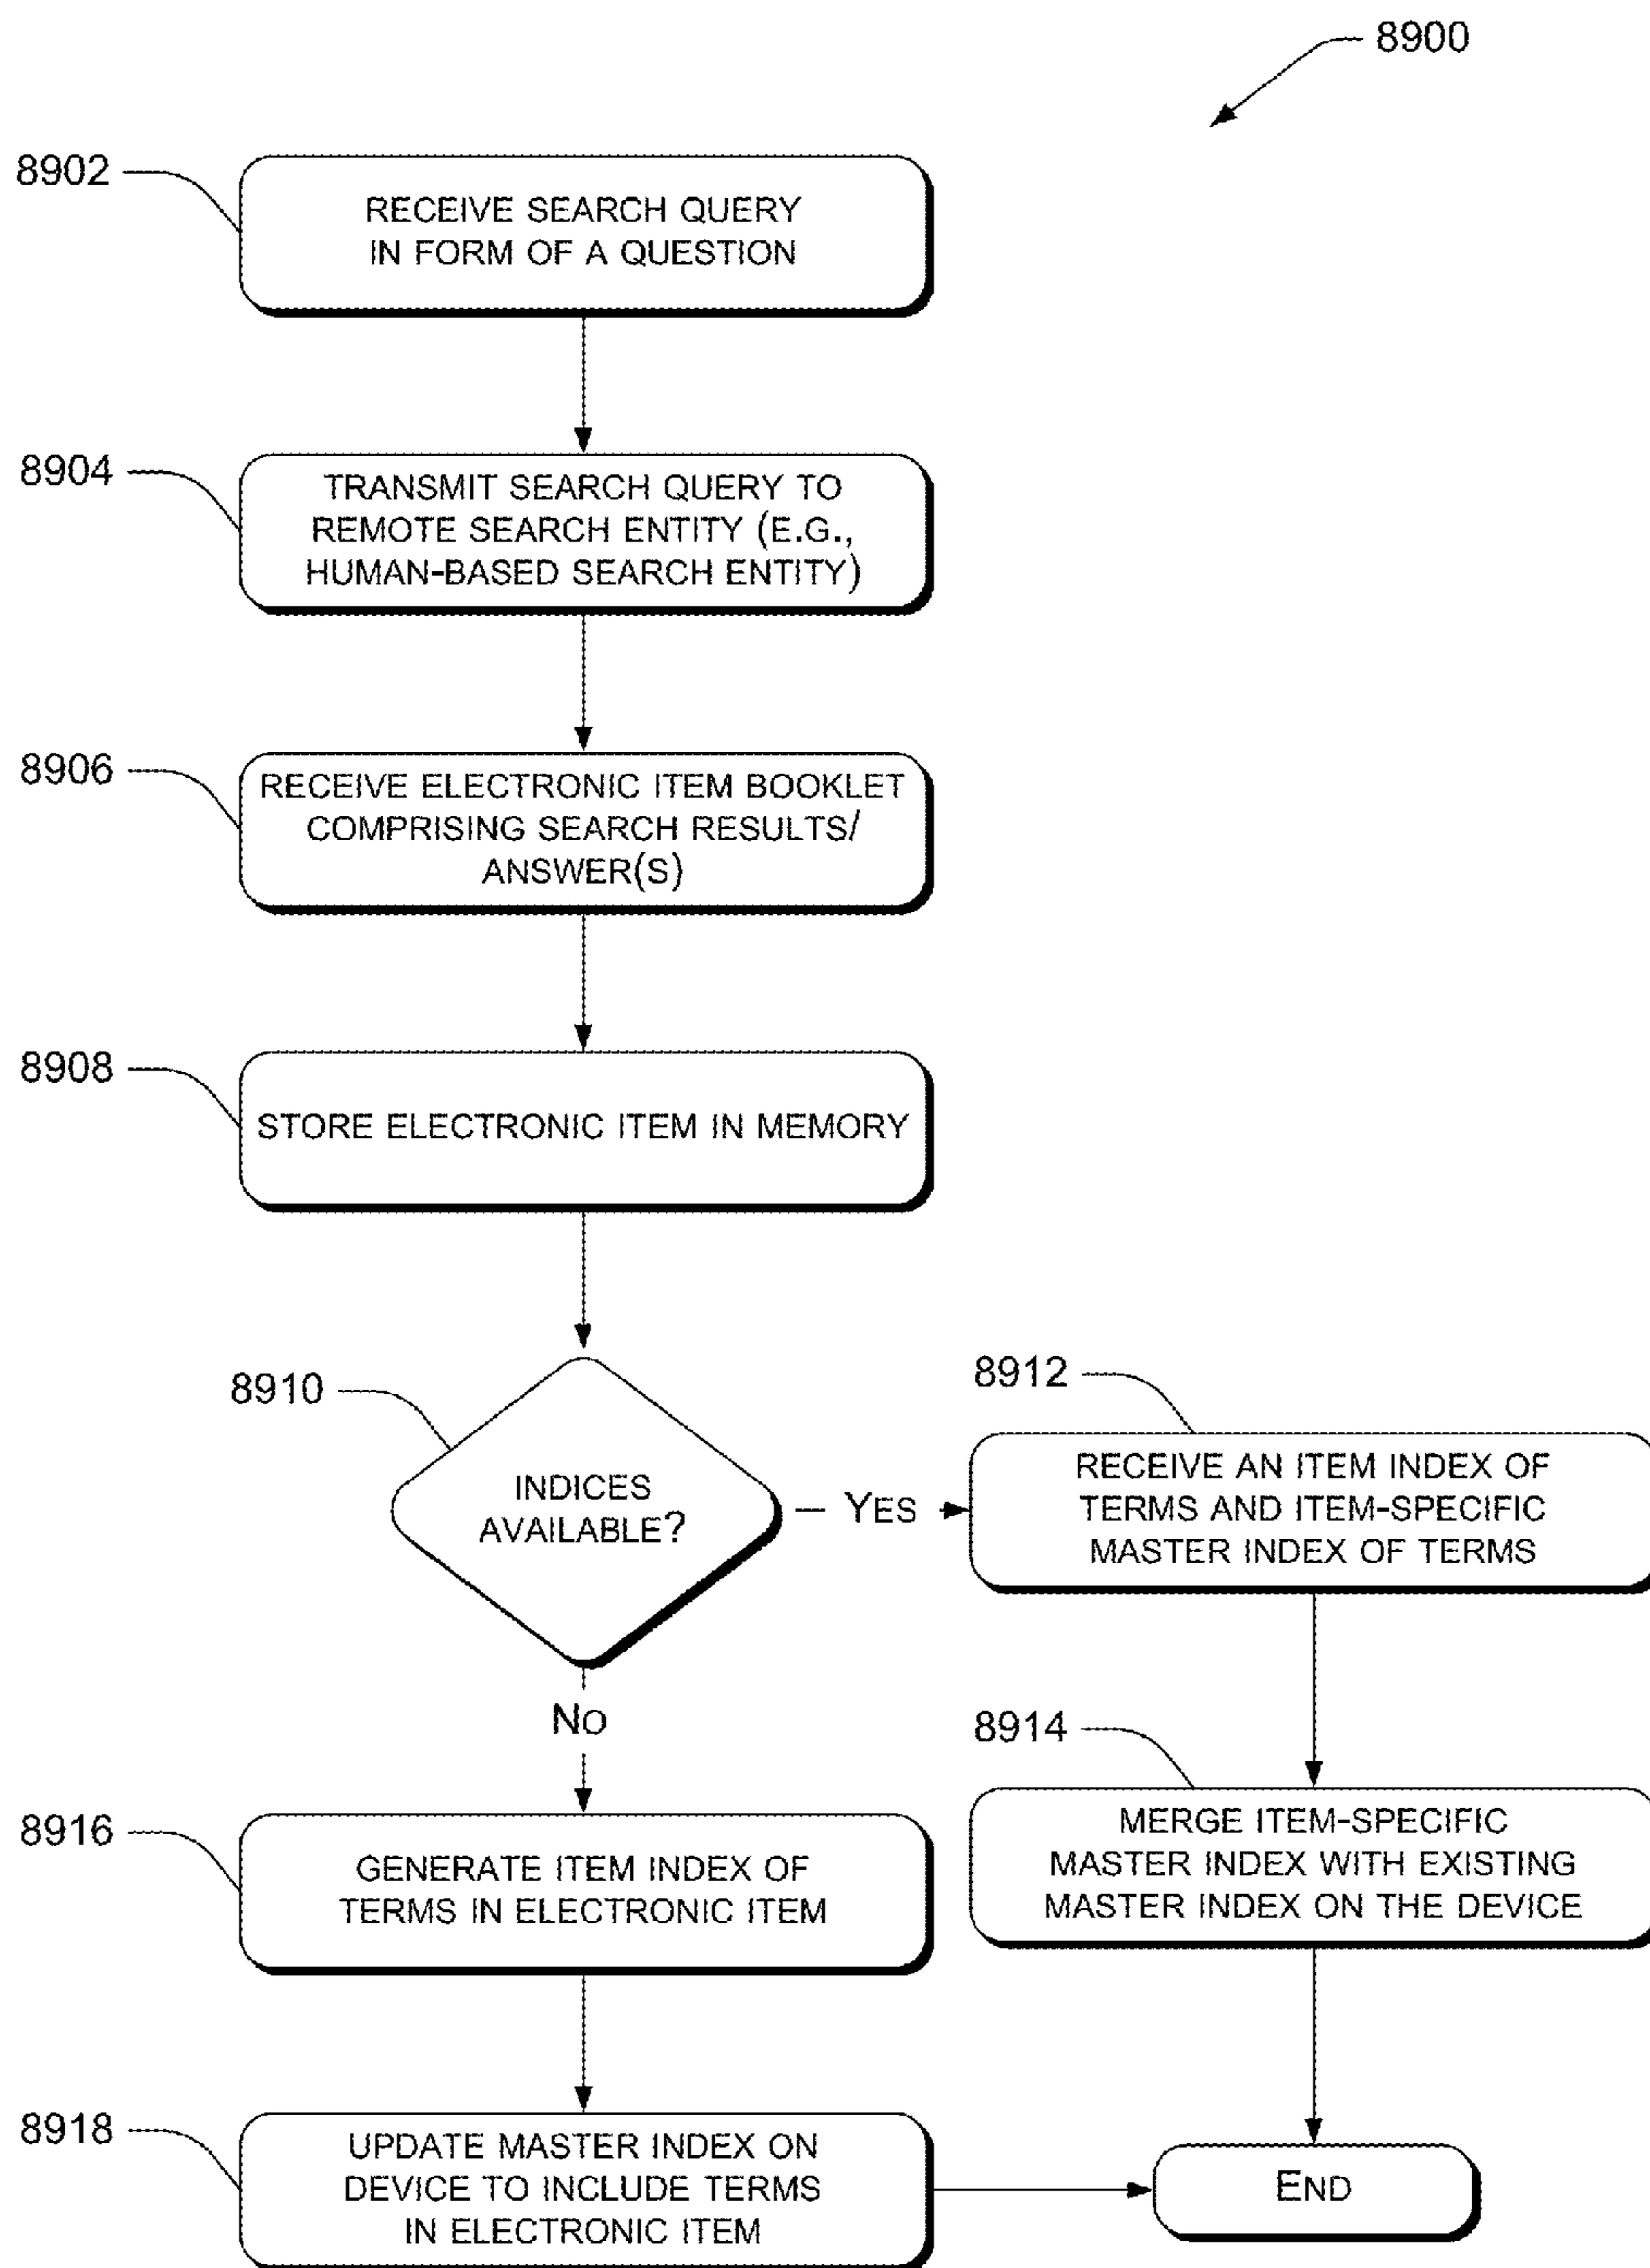 8900
8902
RECEIVE SEARCH QUERY
IN FORM OF A QUESTION
8904
TRANSMIT SEARCH QUERY TO
REMOTE SEARCH ENTITY (E.G.,
HUMAN-BASED SEARCH ENTITY)
8906
RECEIVE ELECTRONIC ITEM BOOKLET
COMPRISING SEARCH RESULTS/
ANSWER(S)
8908
STORE ELECTRONIC ITEM IN MEMORY
8910
INDICES
AVAILABLE?
YES
8912
RECEIVE AN ITEM INDEX OF
TERMS AND ITEM-SPECIFIC
MASTER INDEX OF TERMS
8914
MERGE ITEM-SPECIFIC
MASTER INDEX WITH EXISTING
MASTER INDEX ON THE DEVICE
NO
8916
GENERATE ITEM INDEX OF
TERMS IN ELECTRONIC ITEM
8918
UPDATE MASTER INDEX ON
DEVICE TO INCLUDE TERMS
IN ELECTRONIC ITEM
END